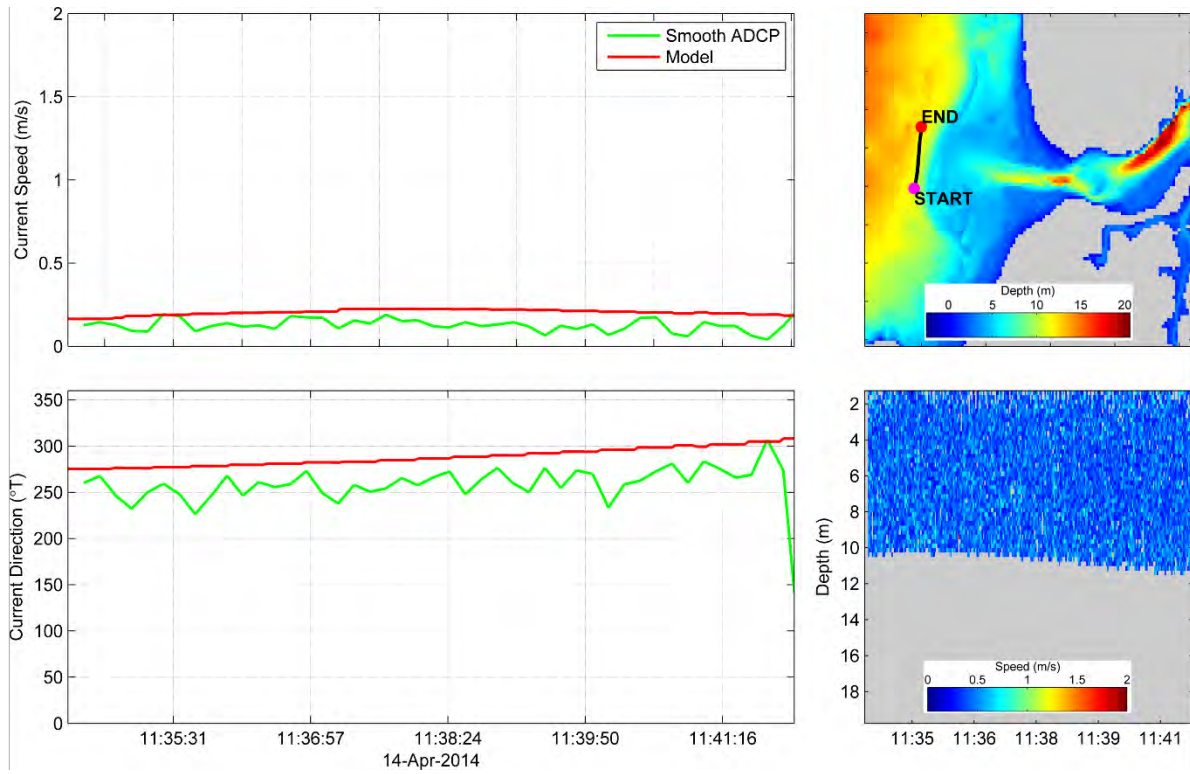 2
1.5
1
0.5
0
Current Speed (m/s)
Smooth ADCP
Model
END
START
Depth (m)
0 5 10 15 20
350
300
250
200
150
100
50
0
Current Direction (°T)
11:35:31 11:36:57 11:38:24 11:39:50 11:41:16
14-Apr-2014
2
4
6
8
10
12
14
16
18
Depth (m)
Speed (m/s)
0 0.5 1 1.5 2
11:35 11:36 11:38 11:39 11:41